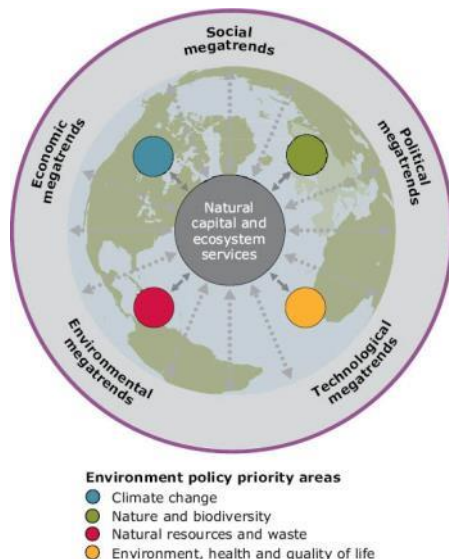 Social
megatrends
Economic
megatrends
Political
megatrends
Natural
capital and
ecosystem
services
Environmental
megatrends
Technological
megatrends
Environment policy priority areas
Climate change
Nature and biodiversity
Natural resources and waste
Environment, health and quality of life